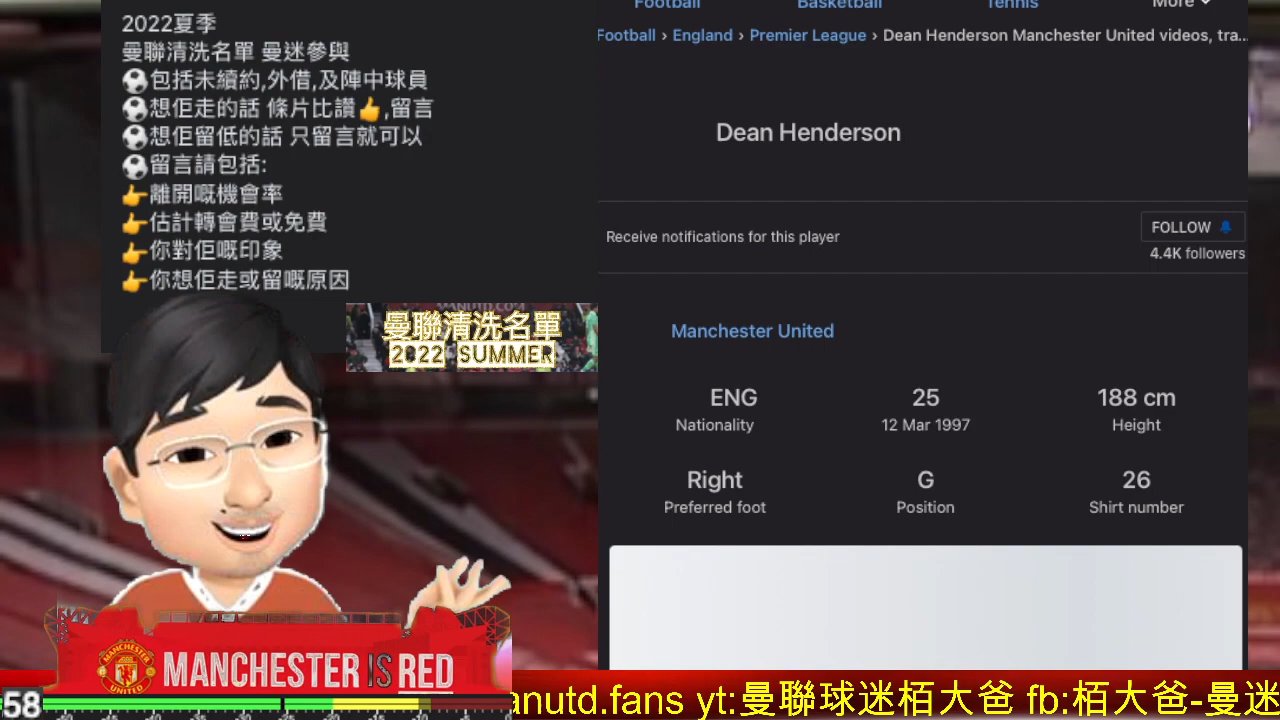 2022夏季
曼聯清洗名單 曼迷參與
包括未續約,外借,及陣中球員
想佢走的話 條片比讚👍,留言
想佢留低的話 只留言就可以
留言請包括:
離開嘅機會率
估計轉會費或免費
你對佢嘅印象
你想佢走或留嘅原因
曼聯清洗名單
2022 SUMMER
Football
Basketball
Tennis
More
Football › England › Premier League › Dean Henderson Manchester United videos, tra...
Dean Henderson
Receive notifications for this player
FOLLOW
4.4K followers
Manchester United
ENG
25
188 cm
Nationality
12 Mar 1997
Height
Right
G
26
Preferred foot
Position
Shirt number
MANCHESTER UNITED
MANCHESTER IS RED
58
anutd.fans yt:曼聯球迷栢大爸 fb:栢大爸-曼迷